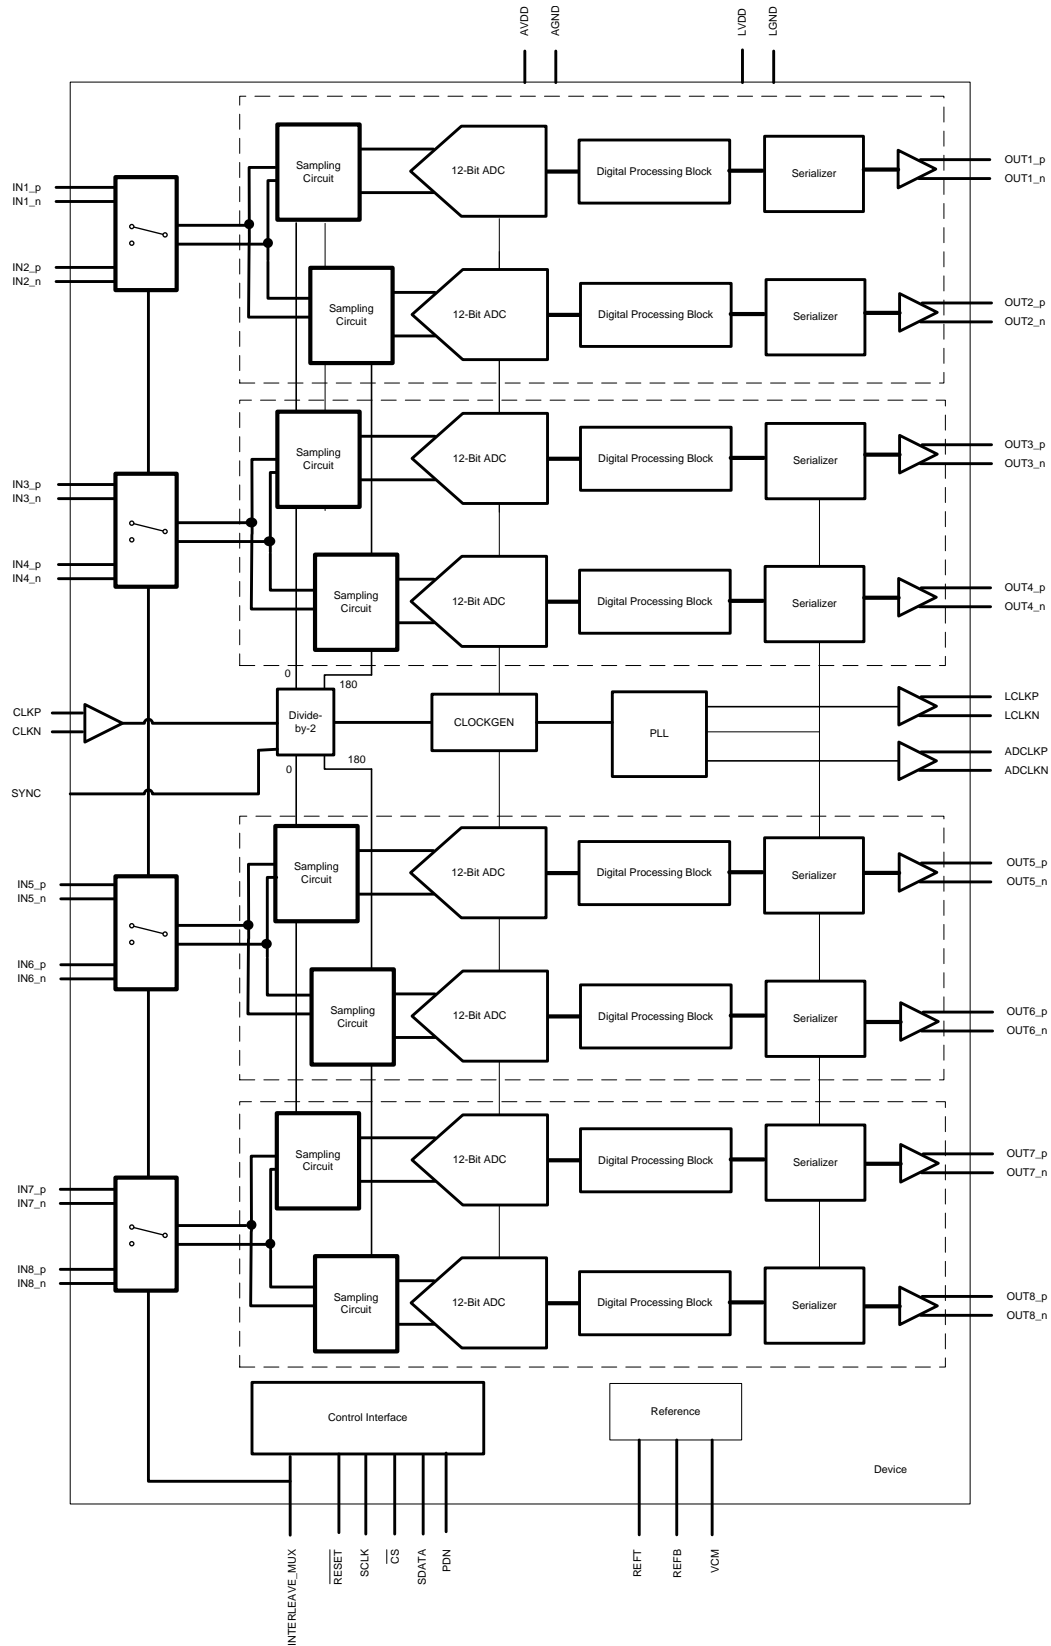 AVDD
AGND
LVDD
LGND
IN1_p
IN1_n
IN2_p
IN2_n
Sampling
Circuit
12-Bit ADC
Digital Processing Block
Serializer
OUT1_p
OUT1_n
Sampling
Circuit
12-Bit ADC
Digital Processing Block
Serializer
OUT2_p
OUT2_n
IN3_p
IN3_n
IN4_p
IN4_n
Sampling
Circuit
12-Bit ADC
Digital Processing Block
Serializer
OUT3_p
OUT3_n
Sampling
Circuit
12-Bit ADC
Digital Processing Block
Serializer
OUT4_p
OUT4_n
0
180
CLKP
CLKN
SYNC
Divide-
by-2
CLOCKGEN
PLL
LCLKP
LCLKN
ADCLKP
ADCLKN
0
180
IN5_p
IN5_n
IN6_p
IN6_n
Sampling
Circuit
12-Bit ADC
Digital Processing Block
Serializer
OUT5_p
OUT5_n
Sampling
Circuit
12-Bit ADC
Digital Processing Block
Serializer
OUT6_p
OUT6_n
IN7_p
IN7_n
IN8_p
IN8_n
Sampling
Circuit
12-Bit ADC
Digital Processing Block
Serializer
OUT7_p
OUT7_n
Sampling
Circuit
12-Bit ADC
Digital Processing Block
Serializer
OUT8_p
OUT8_n
Control Interface
Reference
Device
INTERLEAVE_MUX
RESET
SCLK
CS
SDATA
PDN
REFT
REFB
VCM